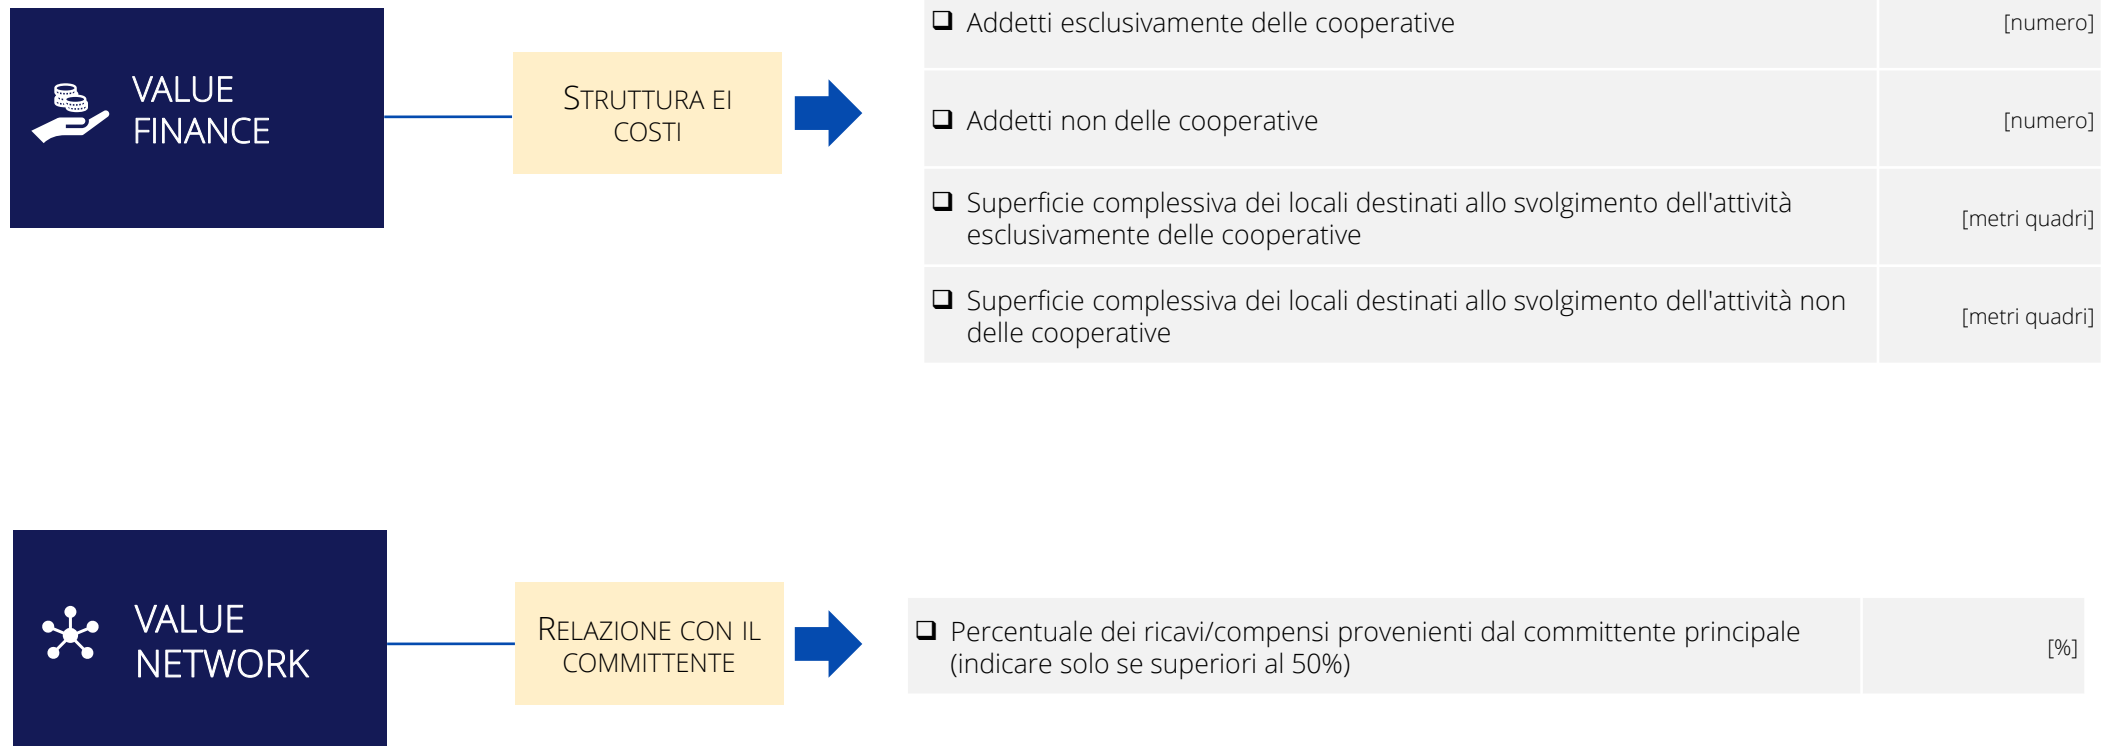 VALUE
FINANCE
STRUTTURA EI
COSTI
❑ Addetti esclusivamente delle cooperative [numero]
❑ Addetti non delle cooperative [numero]
❑ Superficie complessiva dei locali destinati allo svolgimento dell'attività
esclusivamente delle cooperative
[metri quadri]
❑ Superficie complessiva dei locali destinati allo svolgimento dell'attività non
delle cooperative
[metri quadri]
VALUE
NETWORK
RELAZIONE CON IL
COMMITTENTE
❑ Percentuale dei ricavi/compensi provenienti dal committente principale
(indicare solo se superiori al 50%)
[%]